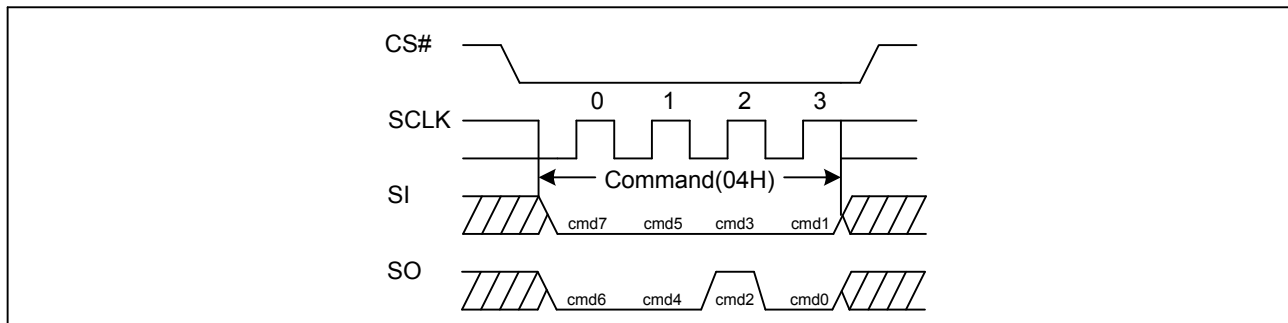 CS#
0 1 2 3
SCLK
Command(04H)
SI
cmd7 cmd5 cmd3 cmd1
SO
cmd6 cmd4 cmd2 cmd0